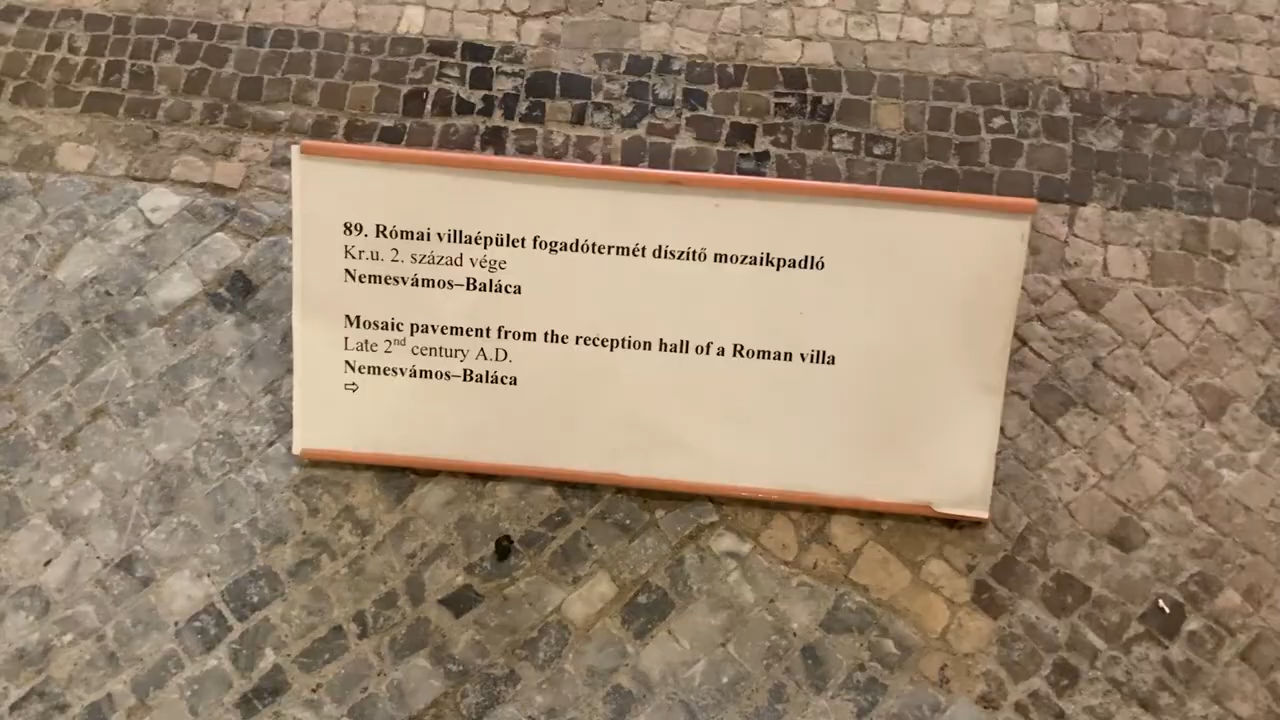 89. Római villaépület fogadótermét díszítő mozaikpadló
Kr.u. 2. század vége
Nemesvámos–Baláca
Mosaic pavement from the reception hall of a Roman villa
Late 2nd century A.D.
Nemesvámos–Baláca
⇨